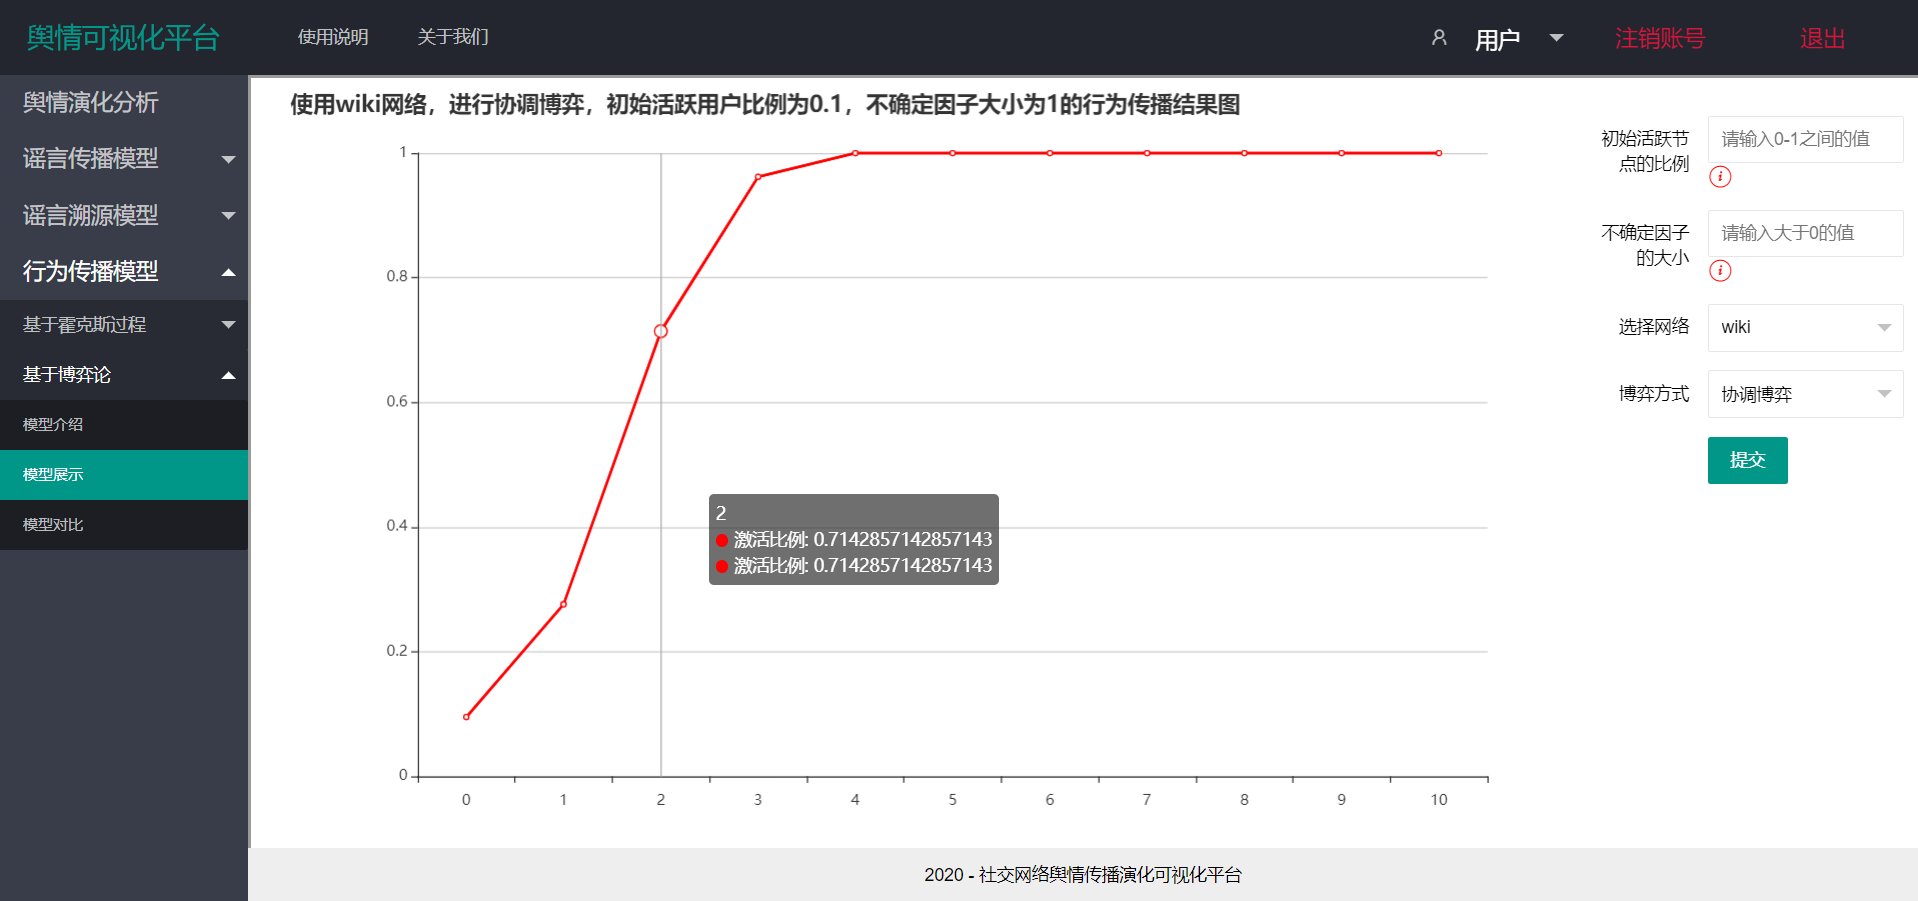 舆情可视化平台
使用说明
关于我们
用户
注销账号
退出
舆情演化分析
谣言传播模型
谣言溯源模型
行为传播模型
基于霍克斯过程
基于博弈论
模型介绍
模型展示
模型对比
使用wiki网络，进行协调博弈，初始活跃用户比例为0.1，不确定因子大小为1的行为传播结果图
1
0.8
0.6
0.4
0.2
0
0 1 2 3 4 5 6 7 8 9 10
2
激活比例: 0.7142857142857143
激活比例: 0.7142857142857143
初始活跃节
点的比例
请输入0-1之间的值
不确定因子
的大小
请输入大于0的值
选择网络
wiki
博弈方式
协调博弈
提交
2020 - 社交网络舆情传播演化可视化平台